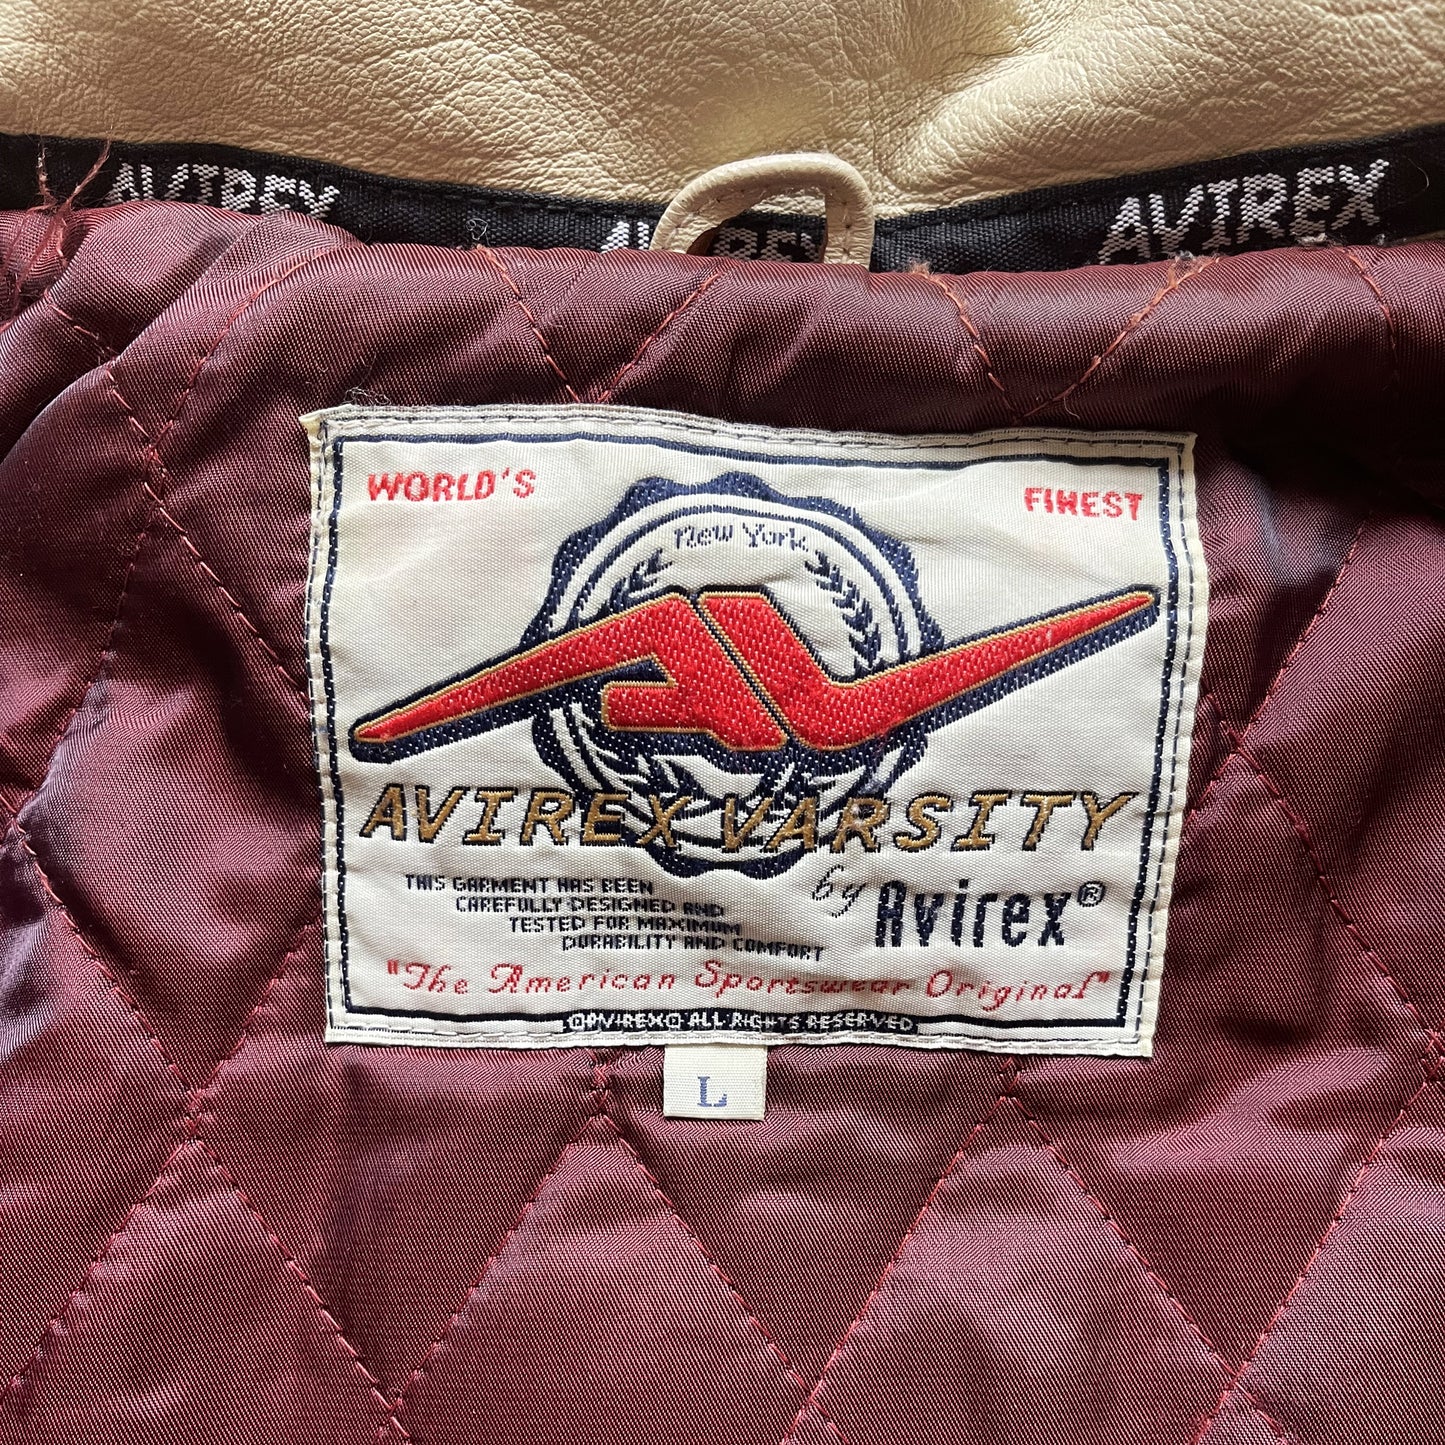 AVIREX
AVIREX
AVIREX
WORLD'S
FINEST
New York
AVIREX VARSITY
by Avirex®
THIS GARMENT HAS BEEN
CAREFULLY DESIGNED AND
TESTED FOR MAXIMUM
DURABILITY AND COMFORT
"The American Sportswear Original"
©AVIREX© ALL RIGHTS RESERVED
L